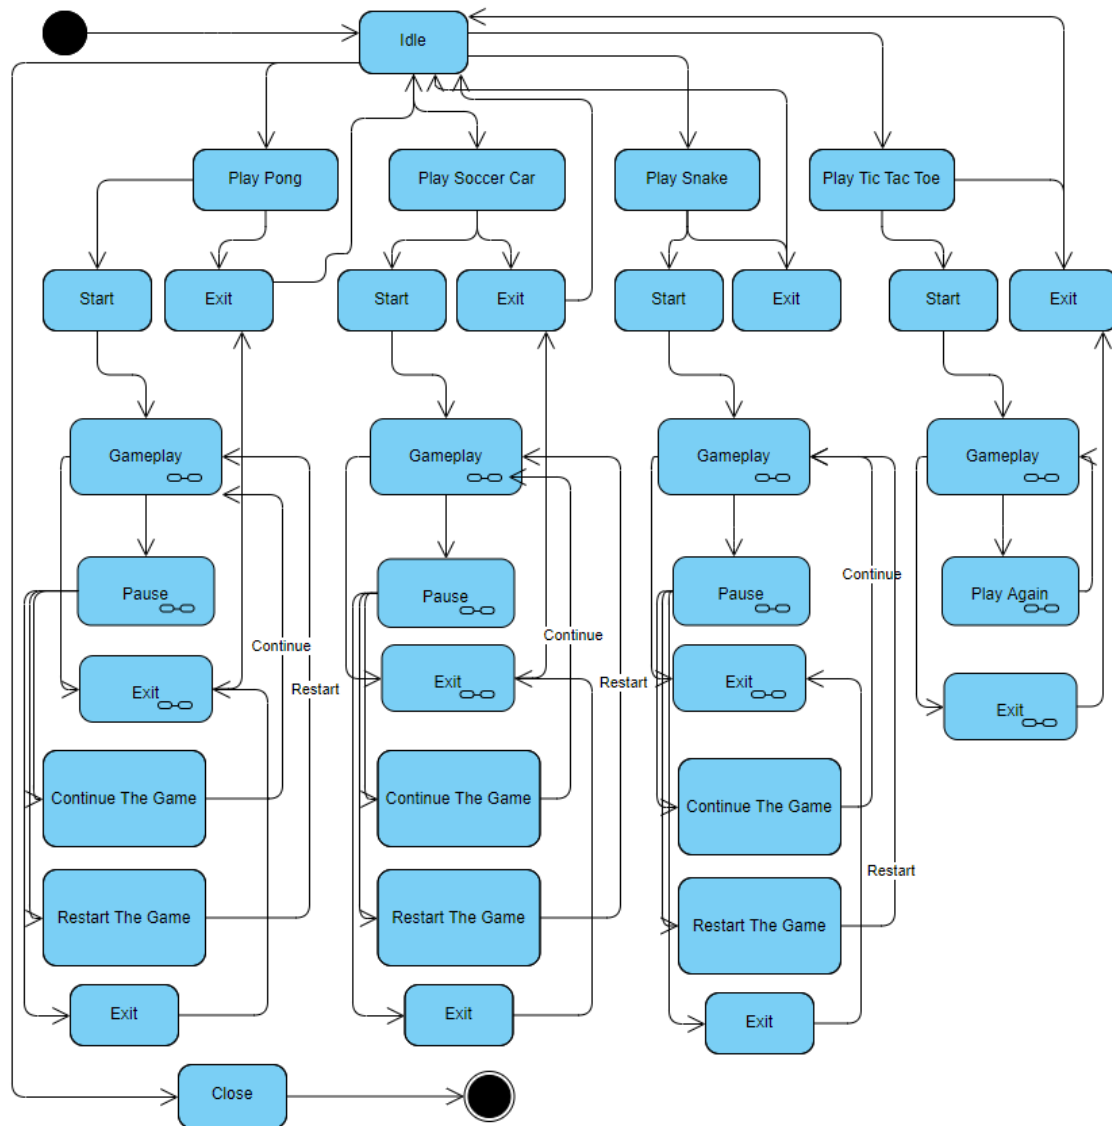 Idle
Play Pong
Play Soccer Car
Play Snake
Play Tic Tac Toe
Start
Exit
Start
Exit
Start
Exit
Start
Exit
Gameplay
Gameplay
Gameplay
Gameplay
Pause
Pause
Pause
Play Again
Continue
Continue
Continue
Exit
Exit
Exit
Exit
Restart
Restart
Continue The Game
Continue The Game
Continue The Game
Restart
Restart The Game
Restart The Game
Restart The Game
Exit
Exit
Exit
Close